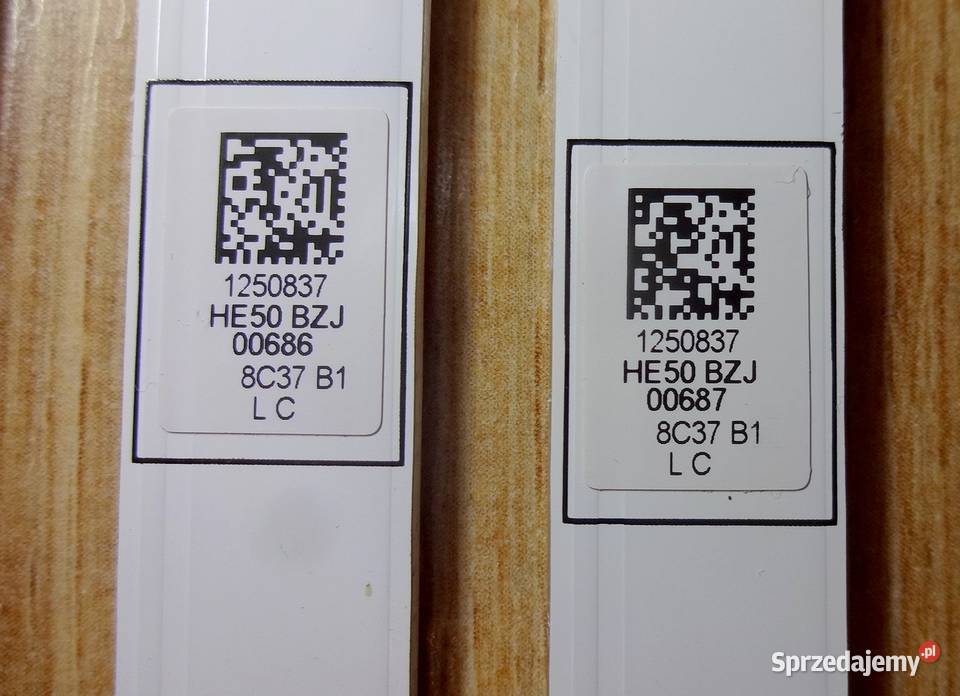 1250837
HE50 BZJ
00686
8C37 B1
L C
1250837
HE50 BZJ
00687
8C37 B1
L C
Sprzedajemy.pl